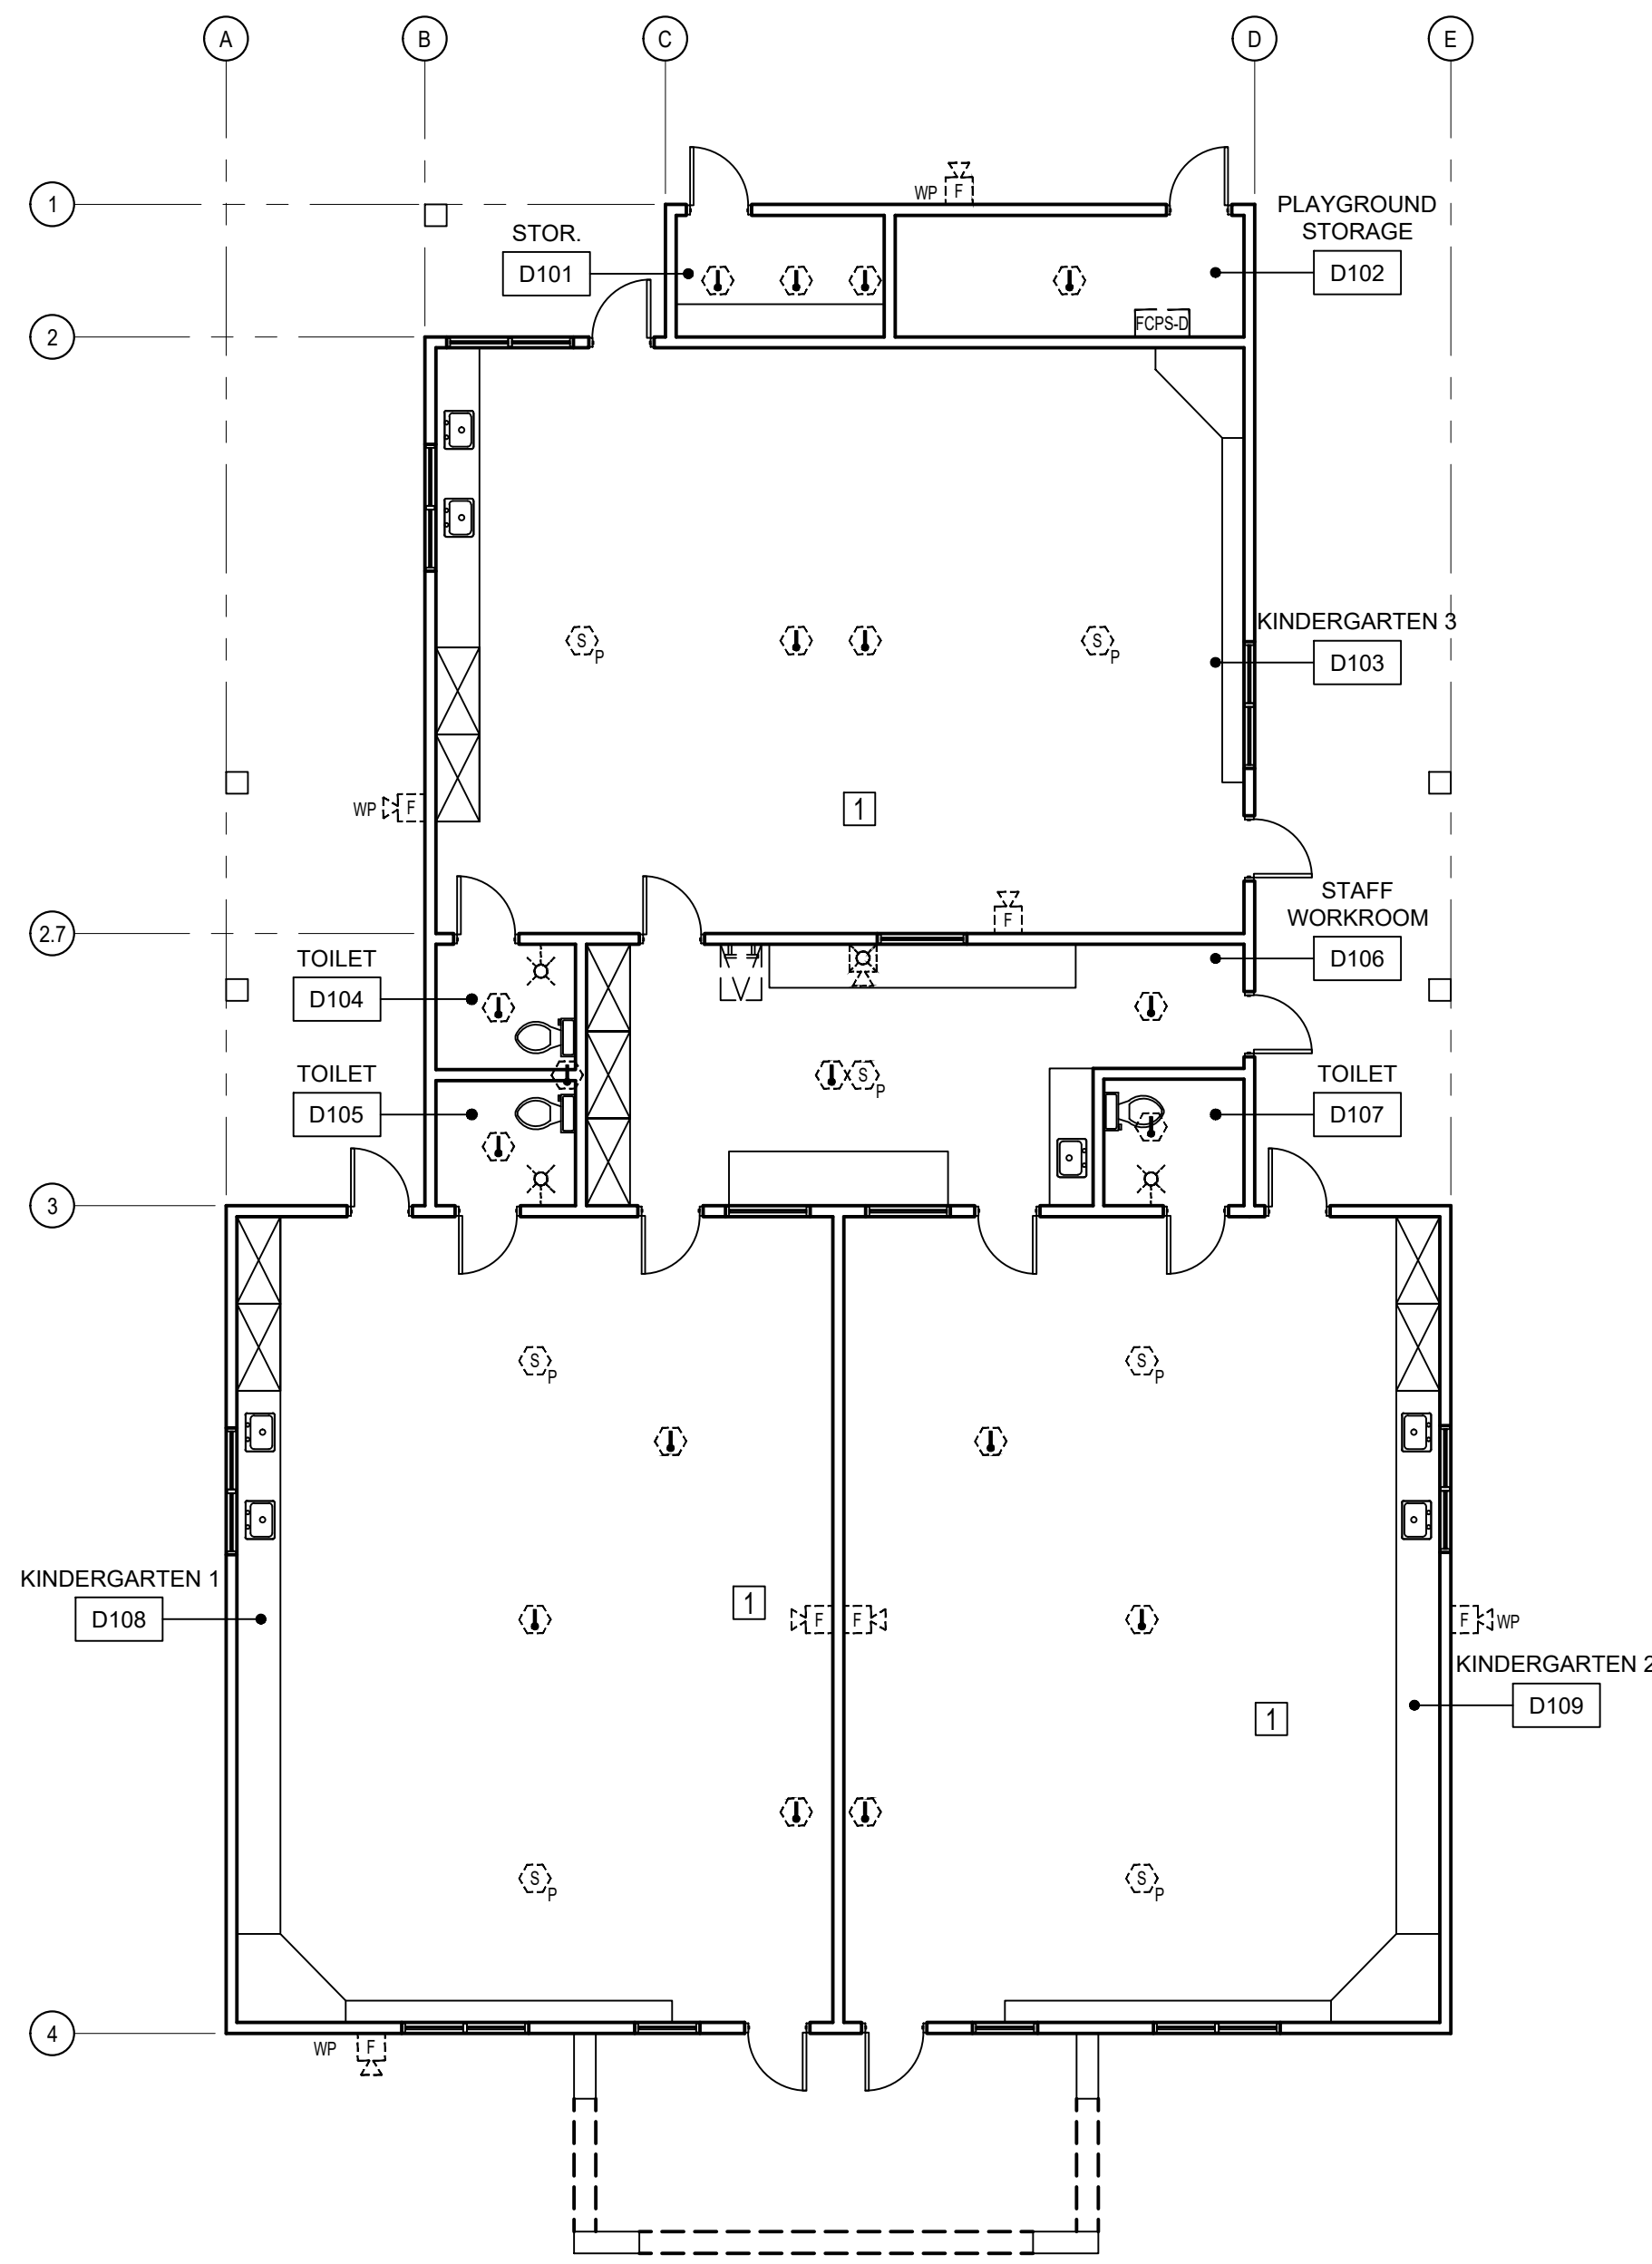 A
B
C
D
E
1
WP
F
PLAYGROUND
STORAGE
STOR.
D101
D102
2
FCPS-D
KINDERGARTEN 3
S
P
S
P
D103
WP
F
1
STAFF
WORKROOM
F
2.7
TOILET
D106
D104
TOILET
S
P
TOILET
D105
D107
3
S
P
S
P
KINDERGARTEN 1
1
D108
F
F
F
WP
KINDERGARTEN 2
D109
1
S
P
S
P
4
WP
F